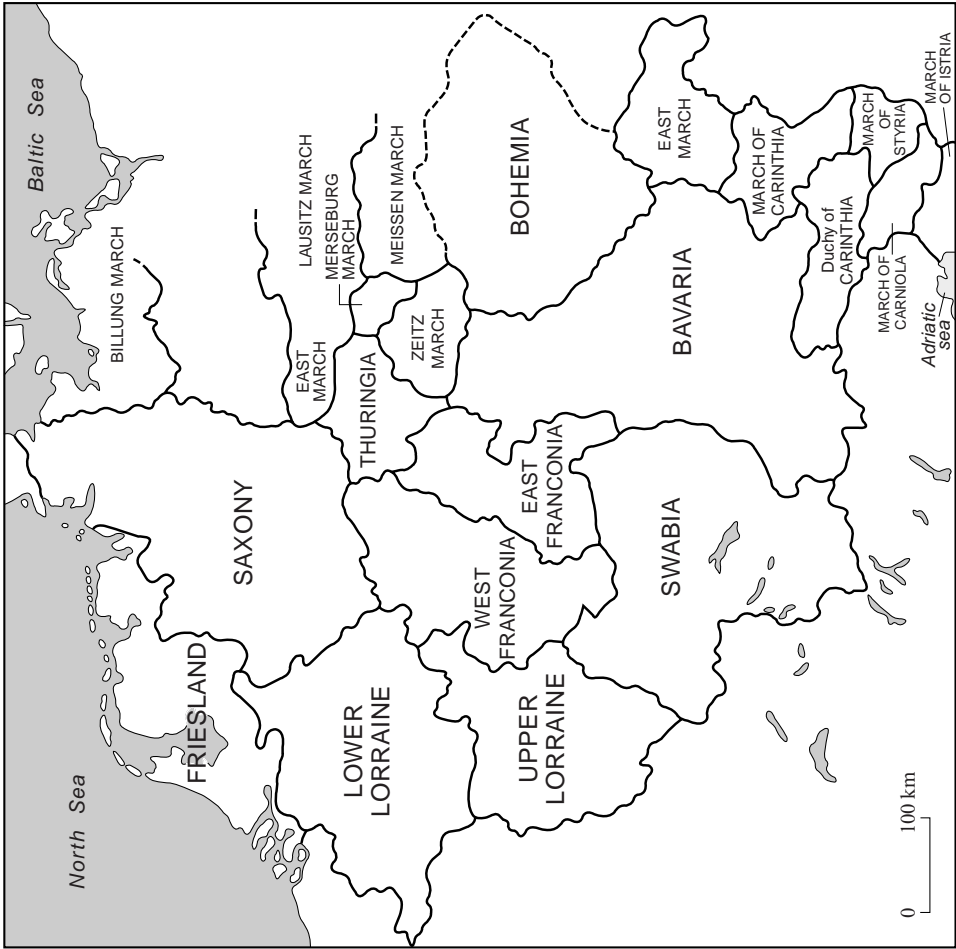 North Sea
Baltic Sea
BILLUNG MARCH
FRIESLAND
SAXONY
EAST
MARCH
LAUSITZ MARCH
MERSEBURG
MARCH
MEISSEN MARCH
THURINGIA
ZEITZ
MARCH
LOWER
LORRAINE
WEST
FRANCONIA
EAST
FRANCONIA
BOHEMIA
UPPER
LORRAINE
SWABIA
BAVARIA
EAST
MARCH
MARCH OF
CARINTHIA
Duchy of
CARINTHIA
MARCH
OF
STYRIA
MARCH OF
CARNIOLA
MARCH
OF ISTRIA
Adriatic
sea
0 100 km